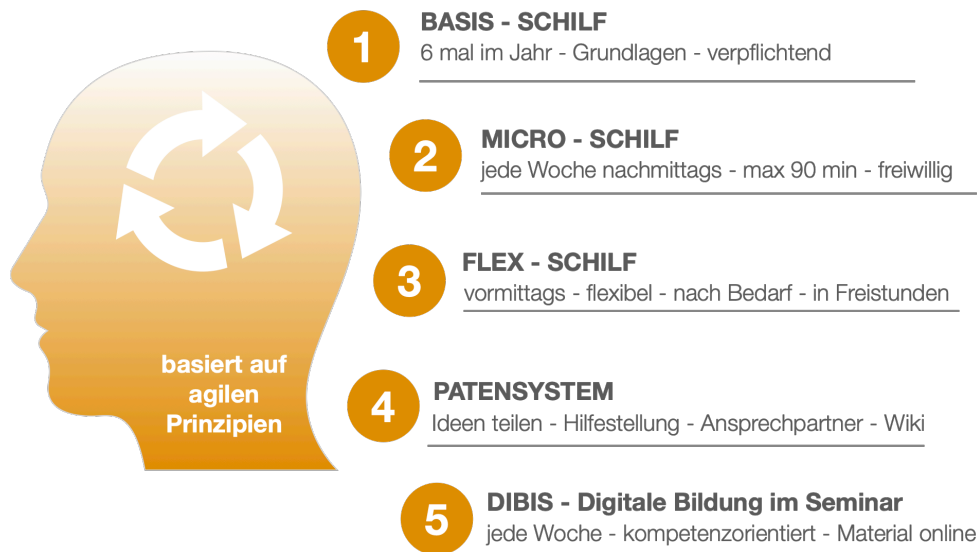 1
BASIS - SCHILF
6 mal im Jahr - Grundlagen - verpflichtend
2
MICRO - SCHILF
jede Woche nachmittags - max 90 min - freiwillig
3
FLEX - SCHILF
vormittags - flexibel - nach Bedarf - in Freistunden
basiert auf
agilen
Prinzipien
4
PATENSYSTEM
Ideen teilen - Hilfestellung - Ansprechpartner - Wiki
5
DIBIS - Digitale Bildung im Seminar
jede Woche - kompetenzorientiert - Material online